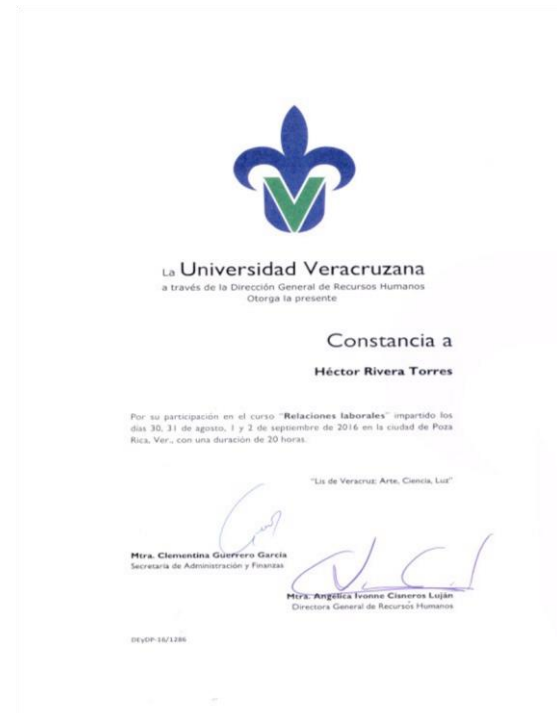 La Universidad Veracruzana
a través de la Dirección General de Recursos Humanos
Otorga la presente
Constancia a
Héctor Rivera Torres
Por su participación en el curso "Relaciones laborales" impartido los
días 30, 31 de agosto, 1 y 2 de septiembre de 2016 en la ciudad de Poza
Rica, Ver., con una duración de 20 horas.
"Lis de Veracruz: Arte, Ciencia, Luz"
Mtra. Clementina Guerrero García
Secretaria de Administración y Finanzas
Mtra. Angélica Ivonne Cisneros Luján
Directora General de Recursos Humanos
DEyDP-16/1286